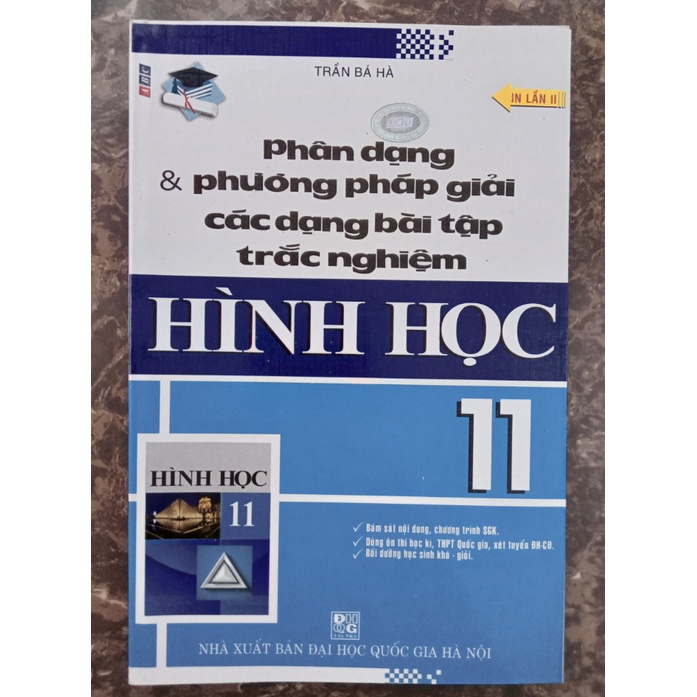 TRẦN BÁ HÀ
ABC
IN LẦN II
Phân dạng
& phương pháp giải
các dạng bài tập
trắc nghiệm
HÌNH HỌC
11
HÌNH HỌC
11
Bám sát nội dung, chương trình SGK.
Dùng ôn thi học kì, THPT Quốc gia, xét tuyển ĐH-CĐ.
Bồi dưỡng học sinh khá - giỏi.
ĐH
QG
NHÀ XUẤT BẢN ĐẠI HỌC QUỐC GIA HÀ NỘI